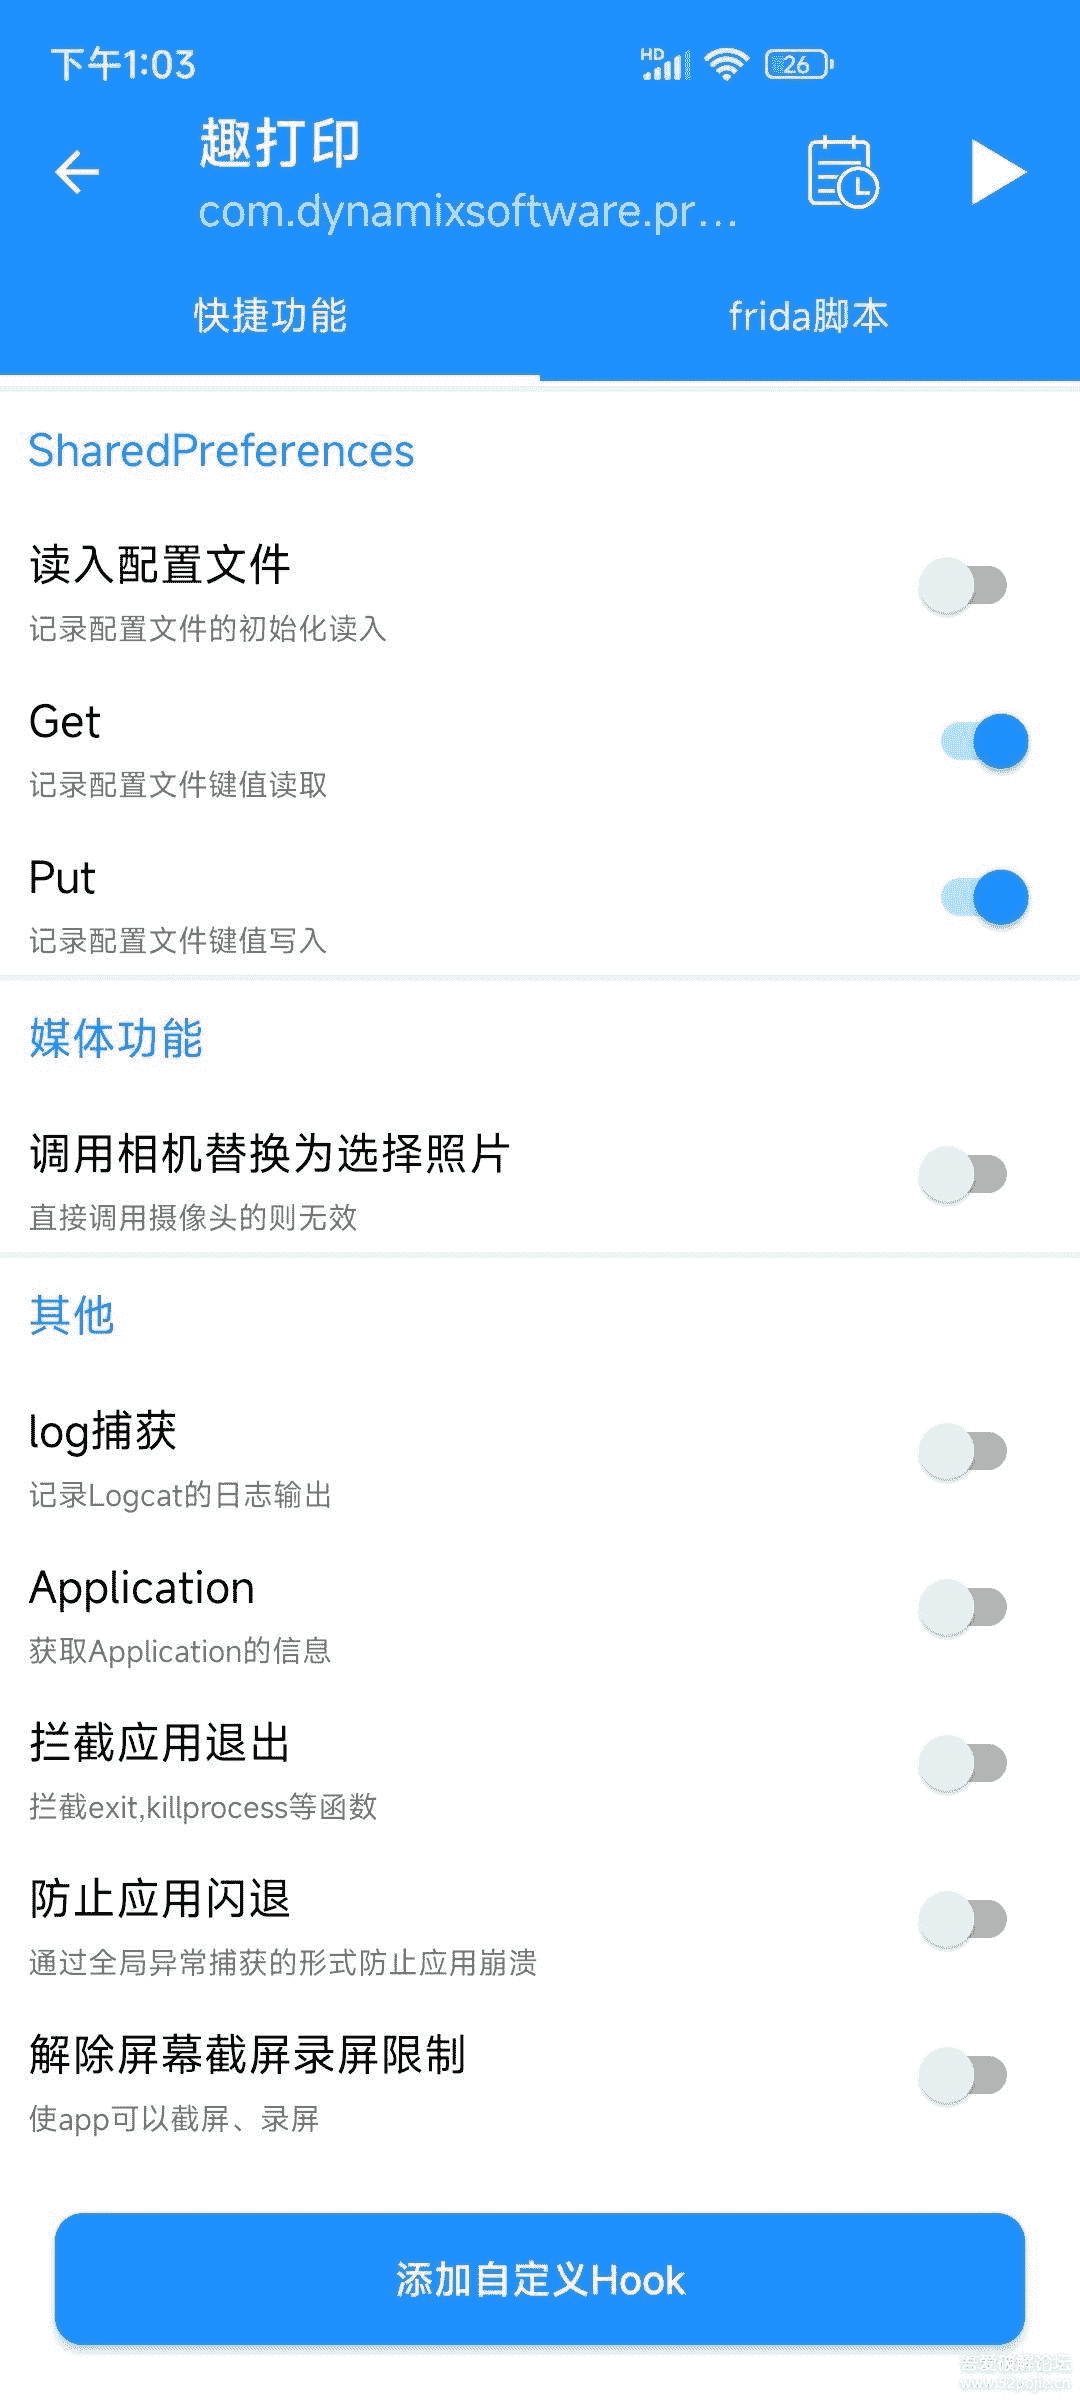 下午1:03
HD
26
趣打印
com.dynamixsoftware.pr...
快捷功能
frida脚本
SharedPreferences
读入配置文件
记录配置文件的初始化读入
Get
记录配置文件键值读取
Put
记录配置文件键值写入
媒体功能
调用相机替换为选择照片
直接调用摄像头的则无效
其他
log捕获
记录Logcat的日志输出
Application
获取Application的信息
拦截应用退出
拦截exit,killprocess等函数
防止应用闪退
通过全局异常捕获的形式防止应用崩溃
解除屏幕截屏录屏限制
使app可以截屏、录屏
添加自定义Hook
吾爱破解论坛
www.52pojie.cn